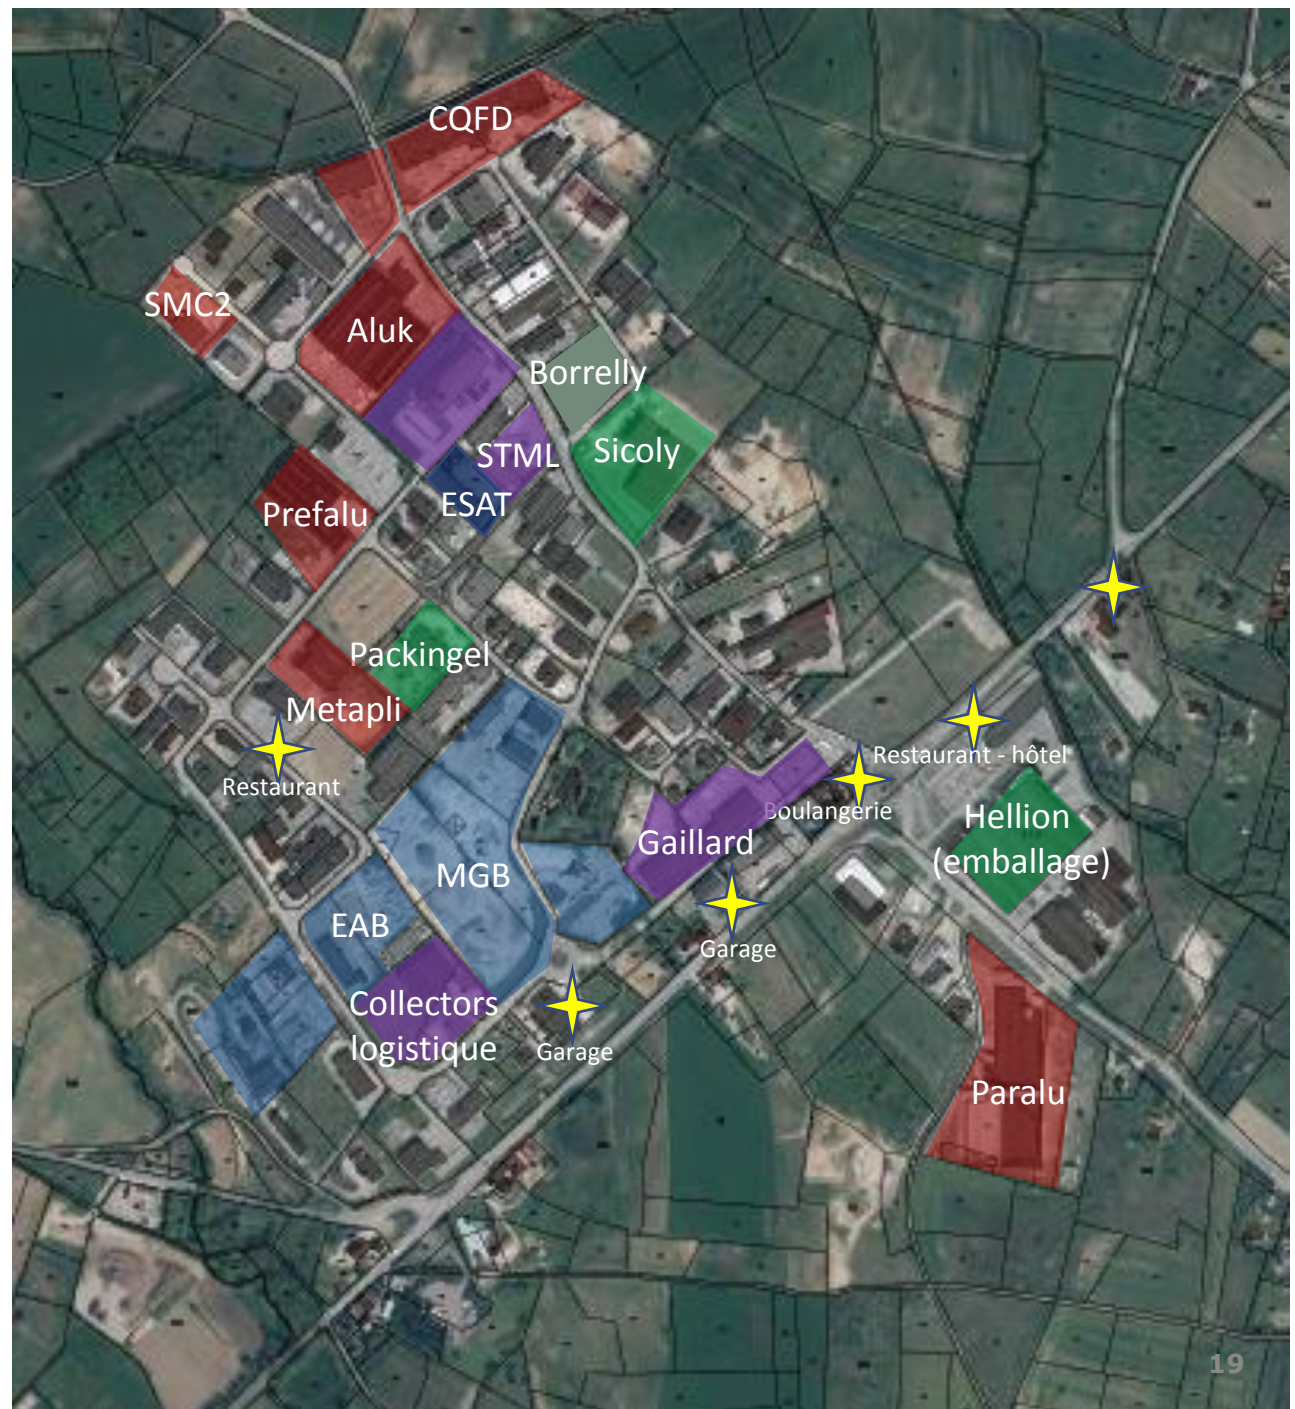 CQFD
SMC2
Aluk
Borrelly
STML
Sicoly
ESAT
Prefalu
Packingel
Metapli
Restaurant
Restaurant - hôtel
Boulangerie
Hellion
(emballage)
Gaillard
MGB
EAB
Garage
Collectors
logistique
Garage
Paralu
19